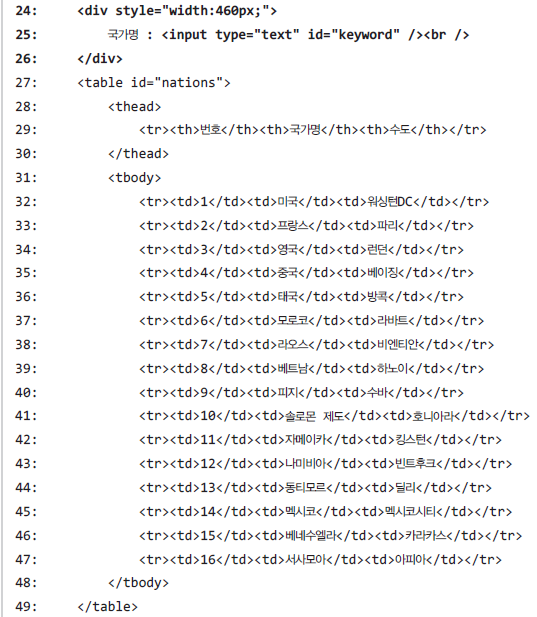 24:     <div style="width:460px;">
25:         국가명 : <input type="text" id="keyword" /><br />
26:     </div>
27:     <table id="nations">
28:         <thead>
29:             <tr><th>번호</th><th>국가명</th><th>수도</th></tr>
30:         </thead>
31:         <tbody>
32:             <tr><td>1</td><td>미국</td><td>워싱턴DC</td></tr>
33:             <tr><td>2</td><td>프랑스</td><td>파리</td></tr>
34:             <tr><td>3</td><td>영국</td><td>런던</td></tr>
35:             <tr><td>4</td><td>중국</td><td>베이징</td></tr>
36:             <tr><td>5</td><td>태국</td><td>방콕</td></tr>
37:             <tr><td>6</td><td>모로코</td><td>라바트</td></tr>
38:             <tr><td>7</td><td>라오스</td><td>비엔티안</td></tr>
39:             <tr><td>8</td><td>베트남</td><td>하노이</td></tr>
40:             <tr><td>9</td><td>피지</td><td>수바</td></tr>
41:             <tr><td>10</td><td>솔로몬 제도</td><td>호니아라</td></tr>
42:             <tr><td>11</td><td>자메이카</td><td>킹스턴</td></tr>
43:             <tr><td>12</td><td>나미비아</td><td>빈트후크</td></tr>
44:             <tr><td>13</td><td>동티모르</td><td>딜리</td></tr>
45:             <tr><td>14</td><td>멕시코</td><td>멕시코시티</td></tr>
46:             <tr><td>15</td><td>베네수엘라</td><td>카라카스</td></tr>
47:             <tr><td>16</td><td>서사모아</td><td>아피아</td></tr>
48:         </tbody>
49:     </table>